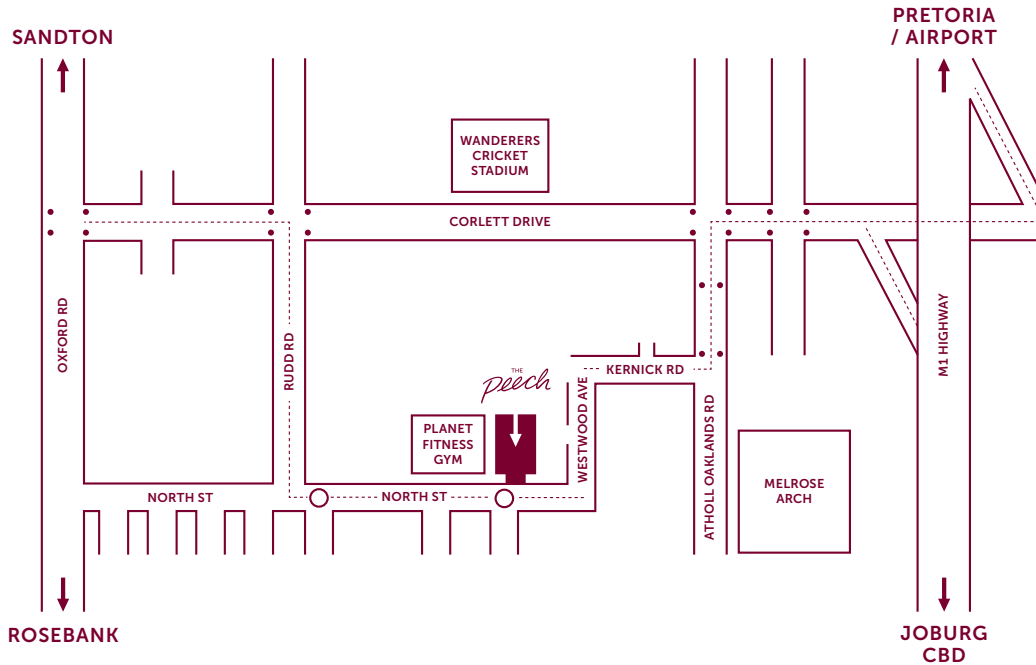 SANDTON
PRETORIA
/ AIRPORT
WANDERERS
CRICKET
STADIUM
CORLETT DRIVE
OXFORD RD
RUDD RD
M1 HIGHWAY
THE
Peech
KERNICK RD
WESTWOOD AVE
ATHOLL OAKLANDS RD
PLANET
FITNESS
GYM
MELROSE
ARCH
NORTH ST
NORTH ST
ROSEBANK
JOBURG
CBD